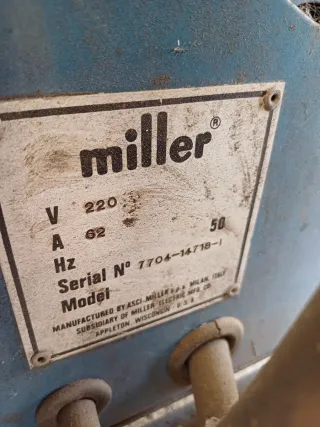 miller®
V 220
A 62
Hz 50
Serial Nº 7704-14718-1
Model
MANUFACTURED BY ASCI-MILLER s.p.a. MILAN, ITALY
SUBSIDIARY OF MILLER ELECTRIC MFG. CO.
APPLETON, WISCONSIN U.S.A.